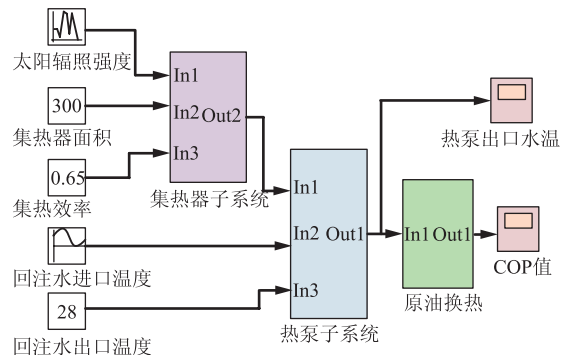 太阳辐照强度
300
集热器面积
0.65
集热效率
In1
In2 Out2
In3
集热器子系统
回注水进口温度
28
回注水出口温度
In1
In2 Out1
In3
热泵子系统
热泵出口水温
In1 Out1
原油换热
COP值